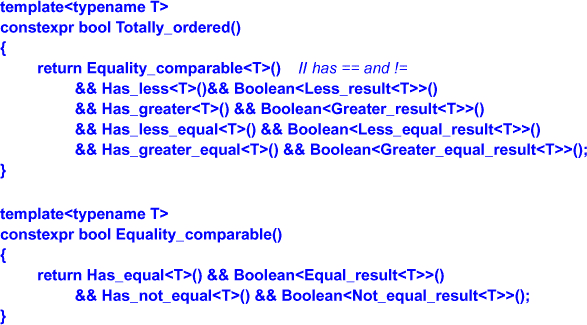 template<typename T>
constexpr bool Totally_ordered()
{
return Equality_comparable<T>() // has == and !=
&& Has_less<T>()&& Boolean<Less_result<T>>()
&& Has_greater<T>() && Boolean<Greater_result<T>>()
&& Has_less_equal<T>() && Boolean<Less_equal_result<T>>()
&& Has_greater_equal<T>() && Boolean<Greater_equal_result<T>>();
}
template<typename T>
constexpr bool Equality_comparable()
{
return Has_equal<T>() && Boolean<Equal_result<T>>()
&& Has_not_equal<T>() && Boolean<Not_equal_result<T>>();
}